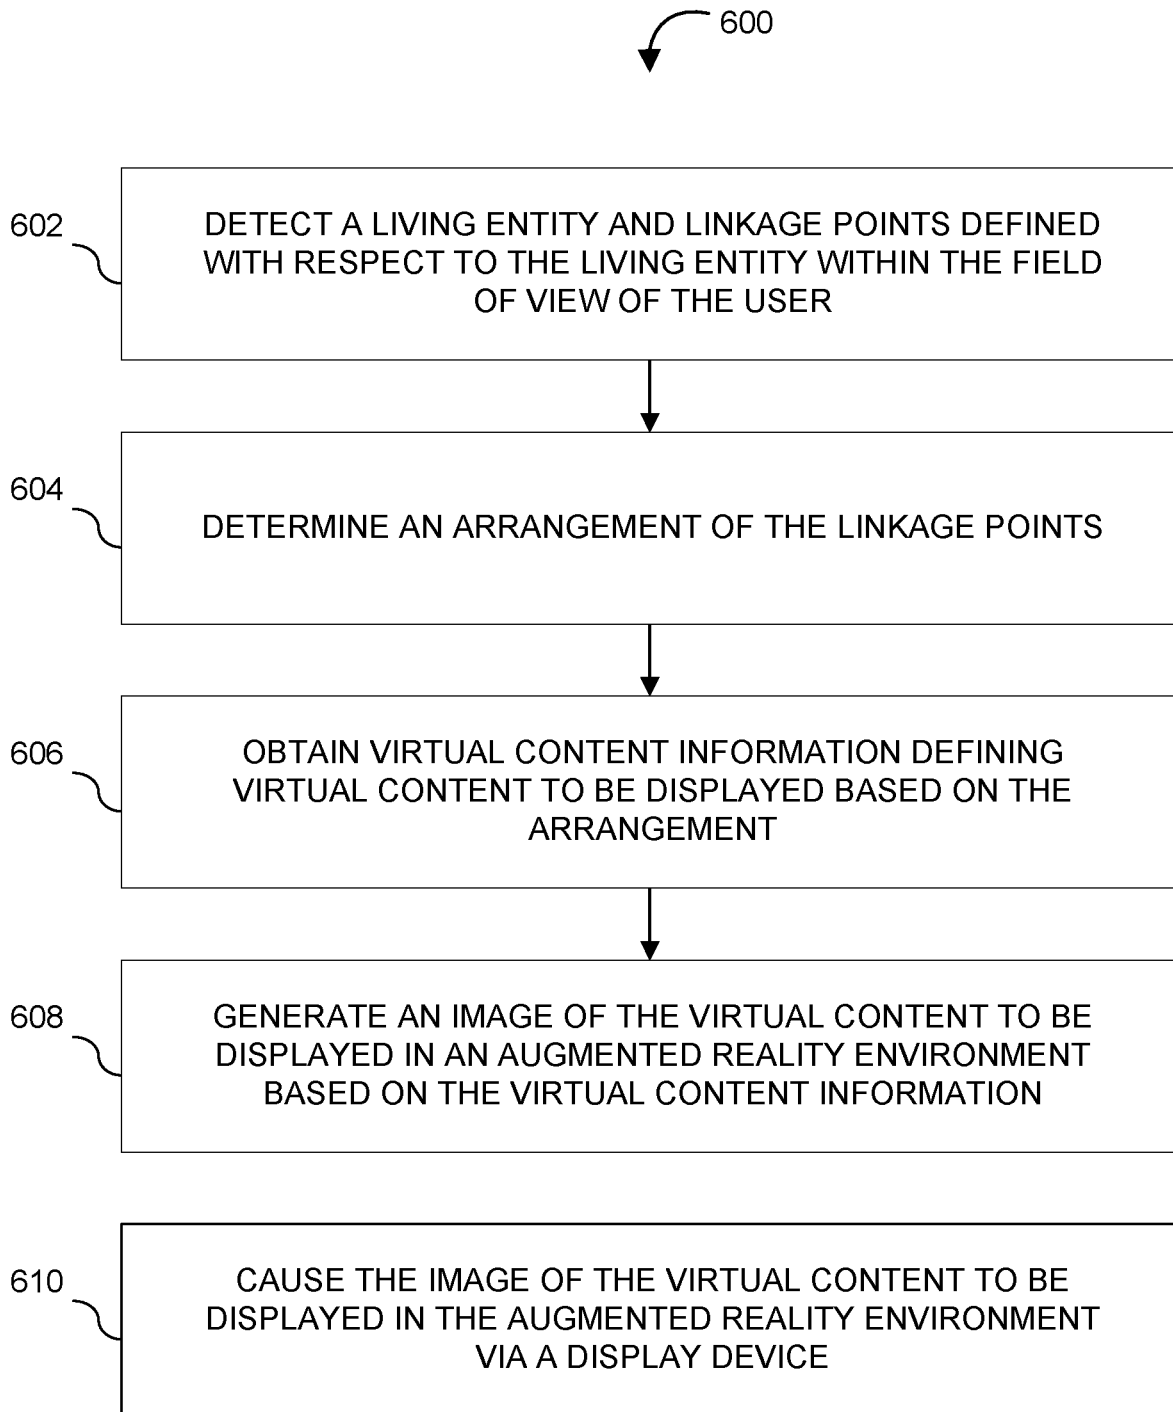 600
602
DETECT A LIVING ENTITY AND LINKAGE POINTS DEFINED
WITH RESPECT TO THE LIVING ENTITY WITHIN THE FIELD
OF VIEW OF THE USER
604
DETERMINE AN ARRANGEMENT OF THE LINKAGE POINTS
606
OBTAIN VIRTUAL CONTENT INFORMATION DEFINING
VIRTUAL CONTENT TO BE DISPLAYED BASED ON THE
ARRANGEMENT
608
GENERATE AN IMAGE OF THE VIRTUAL CONTENT TO BE
DISPLAYED IN AN AUGMENTED REALITY ENVIRONMENT
BASED ON THE VIRTUAL CONTENT INFORMATION
610
CAUSE THE IMAGE OF THE VIRTUAL CONTENT TO BE
DISPLAYED IN THE AUGMENTED REALITY ENVIRONMENT
VIA A DISPLAY DEVICE